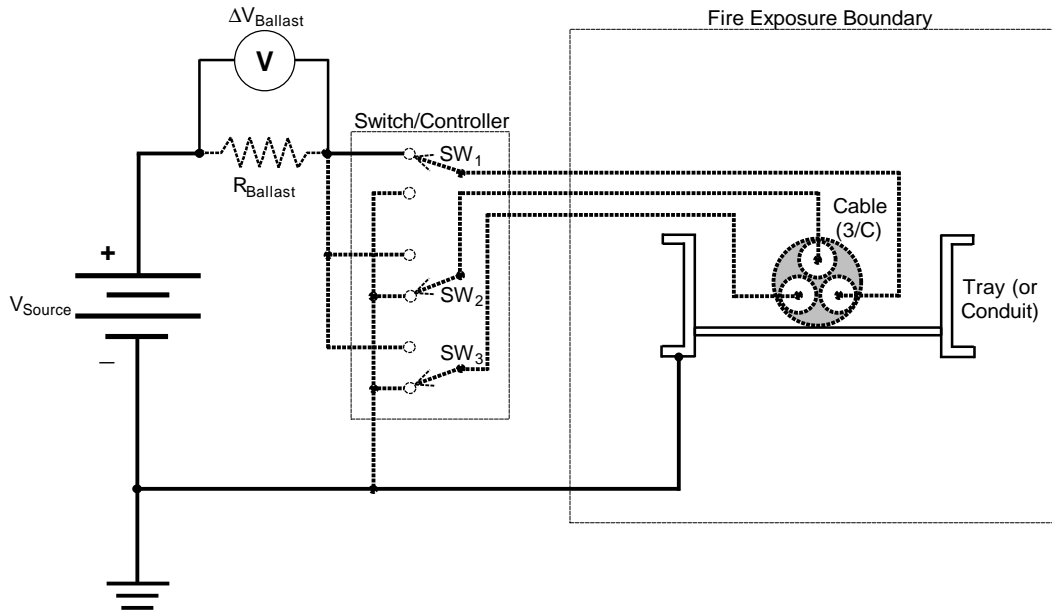 ΔV_Ballast
Fire Exposure Boundary
V
Switch/Controller
SW_1
R_Ballast
Cable
(3/C)
+
Tray (or
Conduit)
V_Source
SW_2
–
SW_3